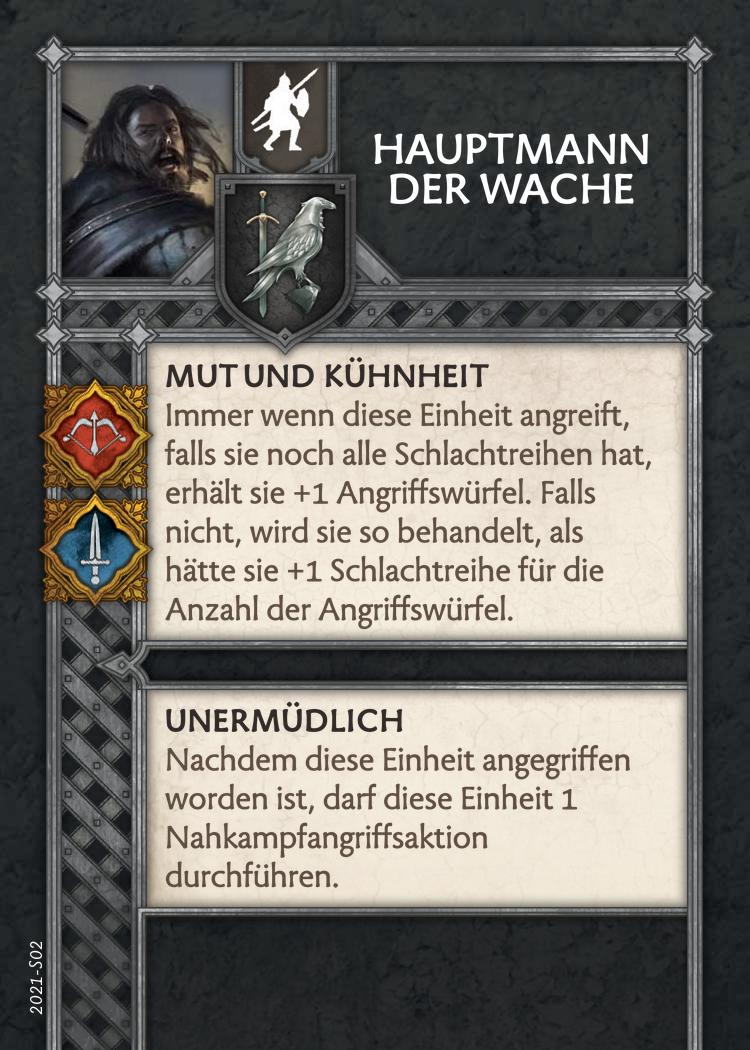 HAUPTMANN
DER WACHE
MUT UND KÜHNHEIT
Immer wenn diese Einheit angreift,
falls sie noch alle Schlachtreihen hat,
erhält sie +1 Angriffswürfel. Falls
nicht, wird sie so behandelt, als
hätte sie +1 Schlachtreihe für die
Anzahl der Angriffswürfel.
UNERMÜDLICH
Nachdem diese Einheit angegriffen
worden ist, darf diese Einheit 1
Nahkampfangriffsaktion
durchführen.
2021-S02